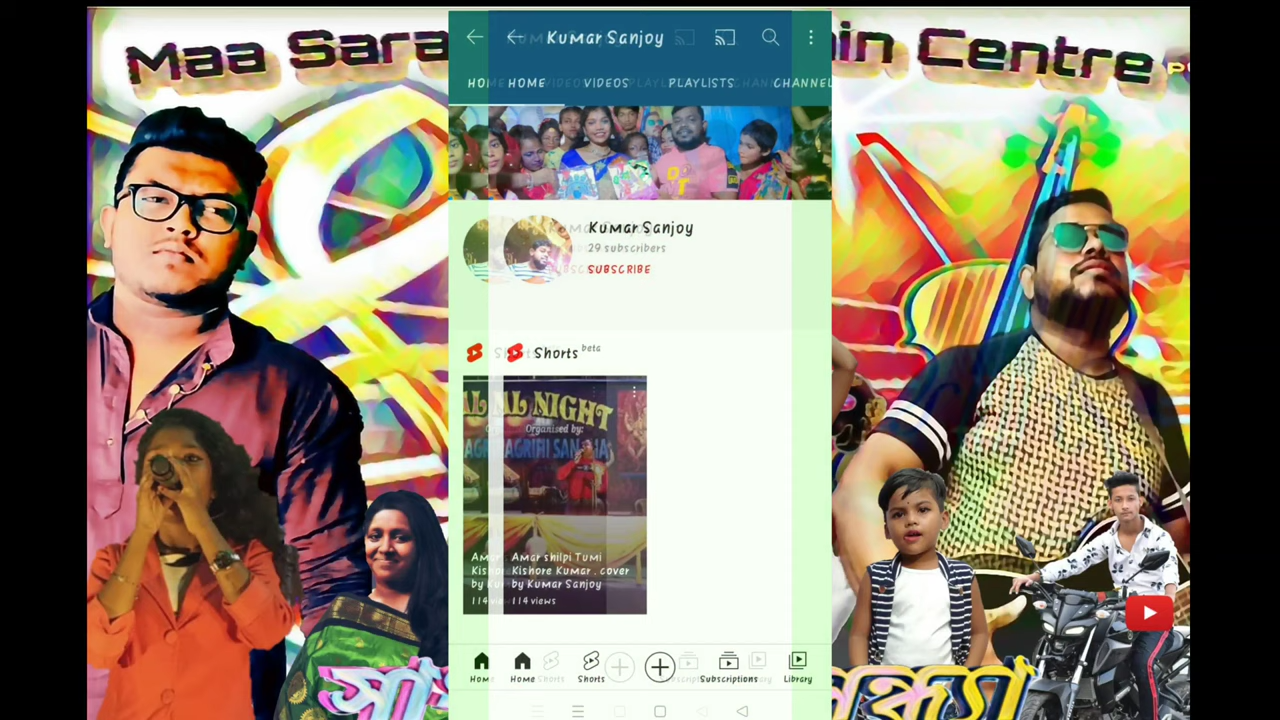 Maa Sara
in Centre
Kumar Sanjoy
HOME VIDEOS PLAYLISTS CHANNEL
Kumar Sanjoy
29 subscribers
SUBSCRIBE
Shorts beta
AL NIGHT
Organised by:
Amar shilpi Tumi
Kishore Kumar . cover
by Kumar Sanjoy
114 views
Home Shorts Subscriptions Library